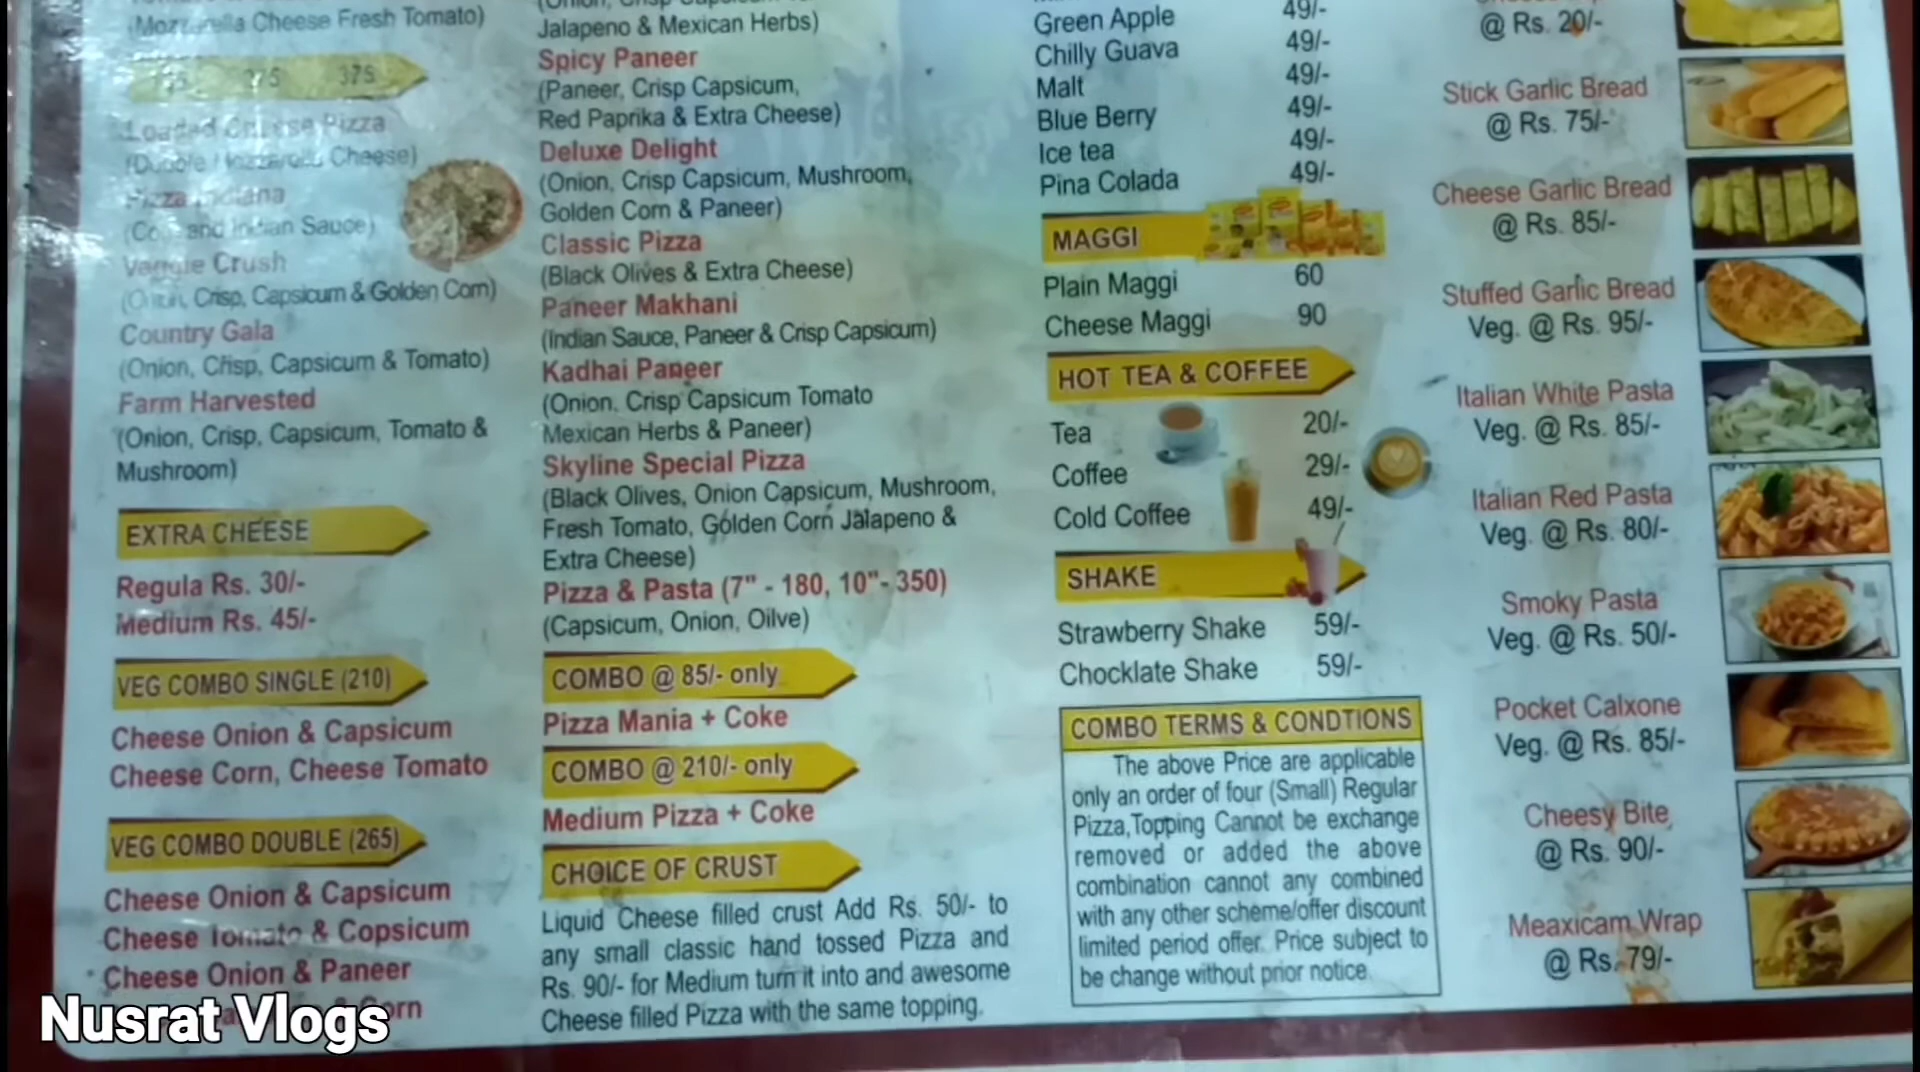 (Mozzarella Cheese Fresh Tomato)
275 375
Loaded Cheese Pizza
(Double Mozzarella Cheese)
Pizza Indiana
(Corn and Indian Sauce)
Veggie Crush
(Onion, Crisp, Capsicum & Golden Corn)
Country Gala
(Onion, Crisp, Capsicum & Tomato)
Farm Harvested
(Onion, Crisp, Capsicum, Tomato &
Mushroom)
EXTRA CHEESE
Regula Rs. 30/-
Medium Rs. 45/-
VEG COMBO SINGLE (210)
Cheese Onion & Capsicum
Cheese Corn, Cheese Tomato
VEG COMBO DOUBLE (265)
Cheese Onion & Capsicum
Cheese Tomato & Copsicum
Cheese Onion & Paneer
Jalapeno & Mexican Herbs)
Spicy Paneer
(Paneer, Crisp Capsicum,
Red Paprika & Extra Cheese)
Deluxe Delight
(Onion, Crisp Capsicum, Mushroom,
Golden Corn & Paneer)
Classic Pizza
(Black Olives & Extra Cheese)
Paneer Makhani
(Indian Sauce, Paneer & Crisp Capsicum)
Kadhai Paneer
(Onion, Crisp Capsicum Tomato
Mexican Herbs & Paneer)
Skyline Special Pizza
(Black Olives, Onion Capsicum, Mushroom,
Fresh Tomato, Golden Corn Jalapeno &
Extra Cheese)
Pizza & Pasta (7" - 180, 10"- 350)
(Capsicum, Onion, Oilve)
COMBO @ 85/- only
Pizza Mania + Coke
COMBO @ 210/- only
Medium Pizza + Coke
CHOICE OF CRUST
Liquid Cheese filled crust Add Rs. 50/- to
any small classic hand tossed Pizza and
Rs. 90/- for Medium turn it into and awesome
Cheese filled Pizza with the same topping.
Green Apple 49/-
Chilly Guava 49/-
Malt 49/-
Blue Berry 49/-
Ice tea 49/-
Pina Colada 49/-
MAGGI
Plain Maggi 60
Cheese Maggi 90
HOT TEA & COFFEE
Tea 20/-
Coffee 29/-
Cold Coffee 49/-
SHAKE
Strawberry Shake 59/-
Chocklate Shake 59/-
COMBO TERMS & CONDTIONS
The above Price are applicable
only an order of four (Small) Regular
Pizza,Topping Cannot be exchange
removed or added the above
combination cannot any combined
with any other scheme/offer discount
limited period offer. Price subject to
be change without prior notice.
@ Rs. 20/-
Stick Garlic Bread
@ Rs. 75/-
Cheese Garlic Bread
@ Rs. 85/-
Stuffed Garlic Bread
Veg. @ Rs. 95/-
Italian White Pasta
Veg. @ Rs. 85/-
Italian Red Pasta
Veg. @ Rs. 80/-
Smoky Pasta
Veg. @ Rs. 50/-
Pocket Calxone
Veg. @ Rs. 85/-
Cheesy Bite
@ Rs. 90/-
Meaxicam Wrap
@ Rs. 79/-
Nusrat Vlogs